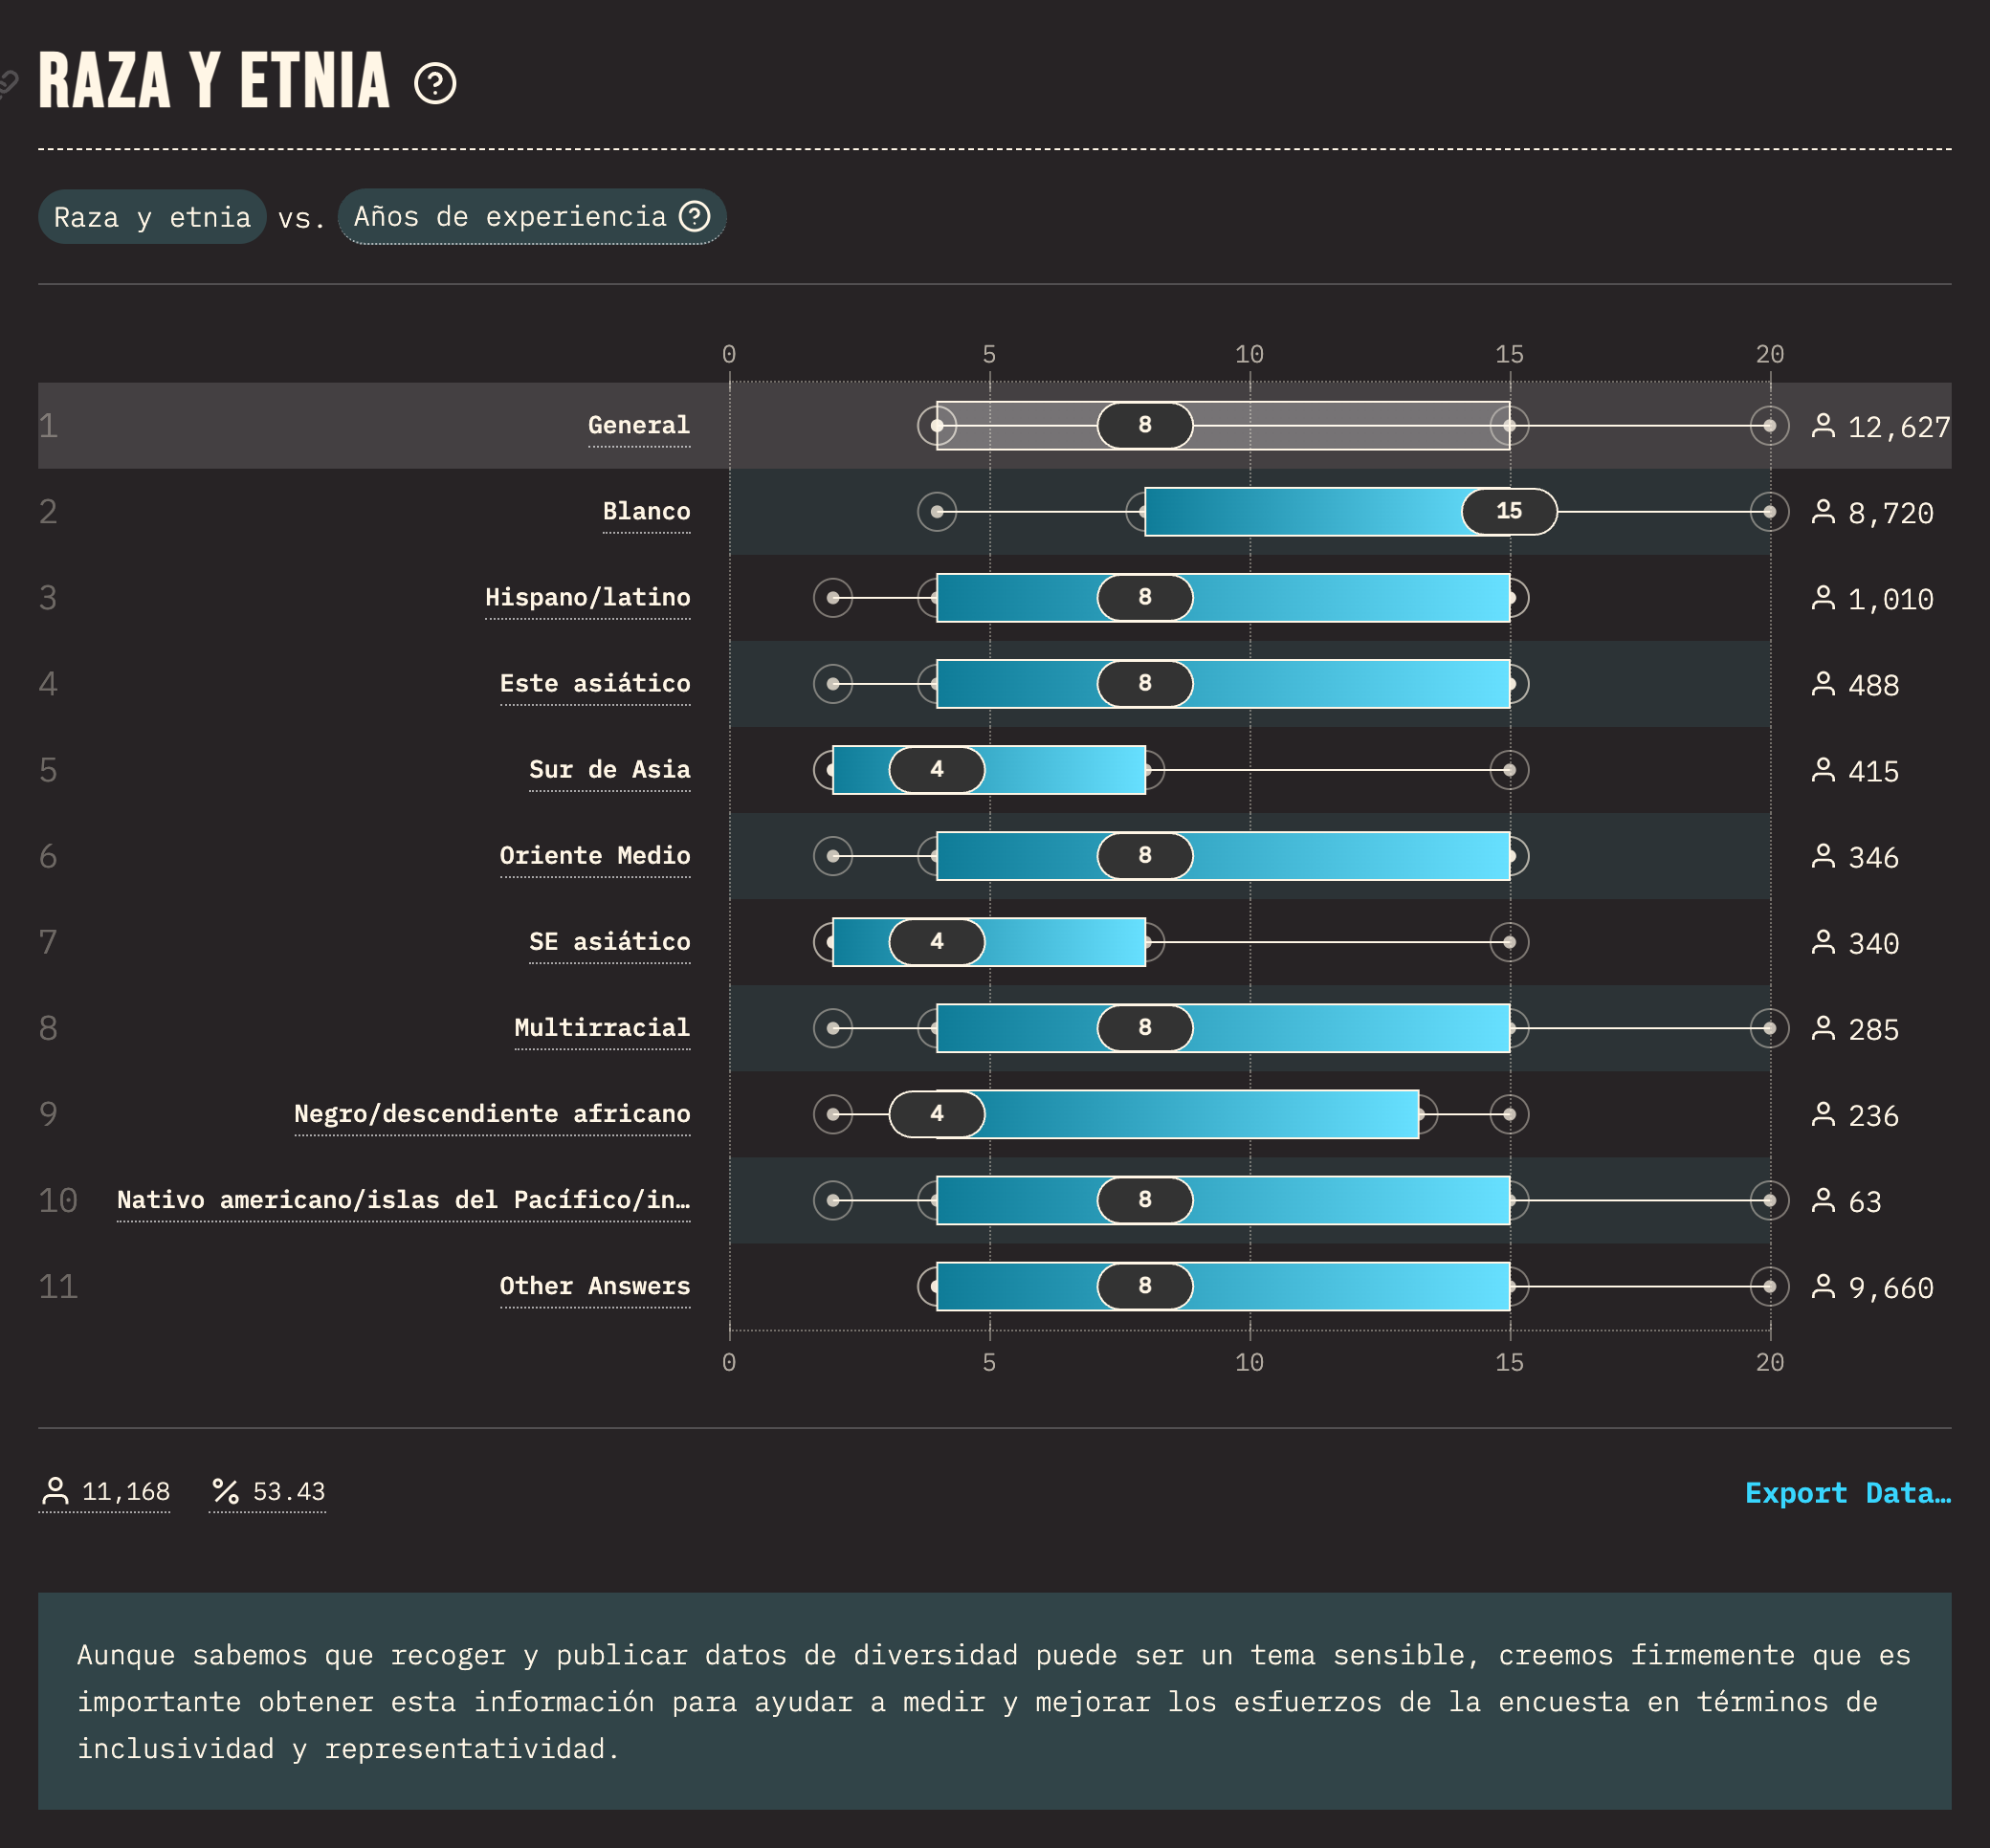 RAZA Y ETNIA ?
Raza y etnia vs. Años de experiencia ?
0 5 10 15 20
1 General 8 12,627
2 Blanco 15 8,720
3 Hispano/latino 8 1,010
4 Este asiático 8 488
5 Sur de Asia 4 415
6 Oriente Medio 8 346
7 SE asiático 4 340
8 Multirracial 8 285
9 Negro/descendiente africano 4 236
10 Nativo americano/islas del Pacífico/in… 8 63
11 Other Answers 8 9,660
0 5 10 15 20
11,168 % 53.43 Export Data…
Aunque sabemos que recoger y publicar datos de diversidad puede ser un tema sensible, creemos firmemente que es
importante obtener esta información para ayudar a medir y mejorar los esfuerzos de la encuesta en términos de
inclusividad y representatividad.